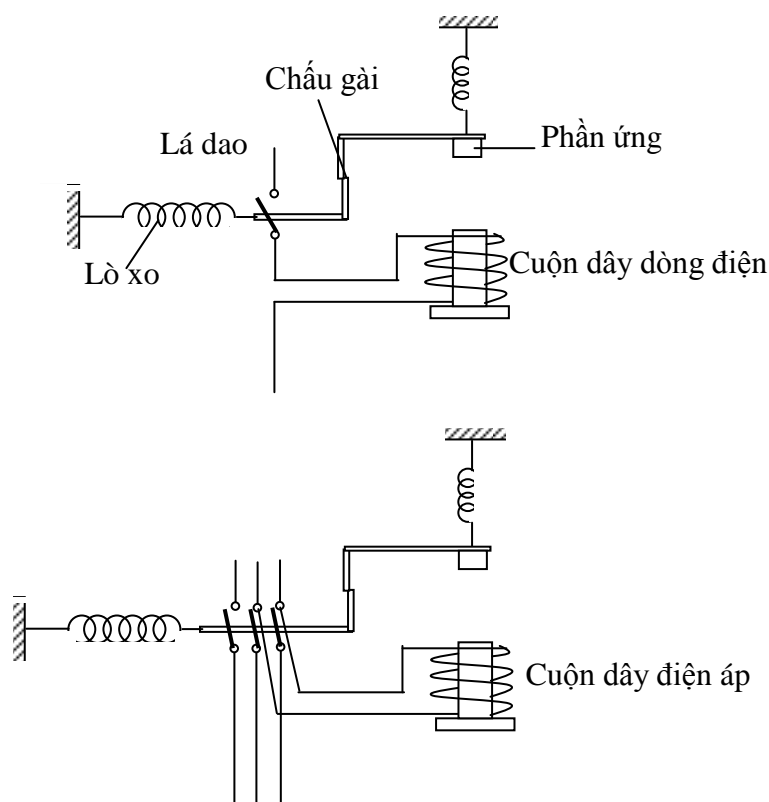 Chấu gài
Lá dao
Phần ứng
Lò xo
Cuộn dây dòng điện
Cuộn dây điện áp